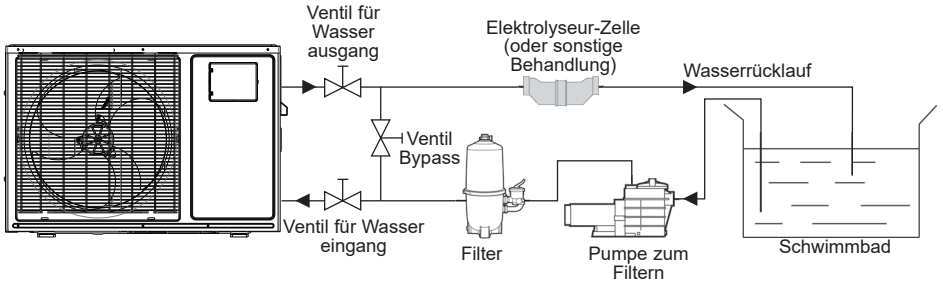 Ventil für
Wasser
ausgang
Elektrolyseur-Zelle
(oder sonstige
Behandlung)
Wasserrücklauf
Ventil
Bypass
Ventil für Wasser
eingang
Filter
Pumpe zum
Filtern
Schwimmbad